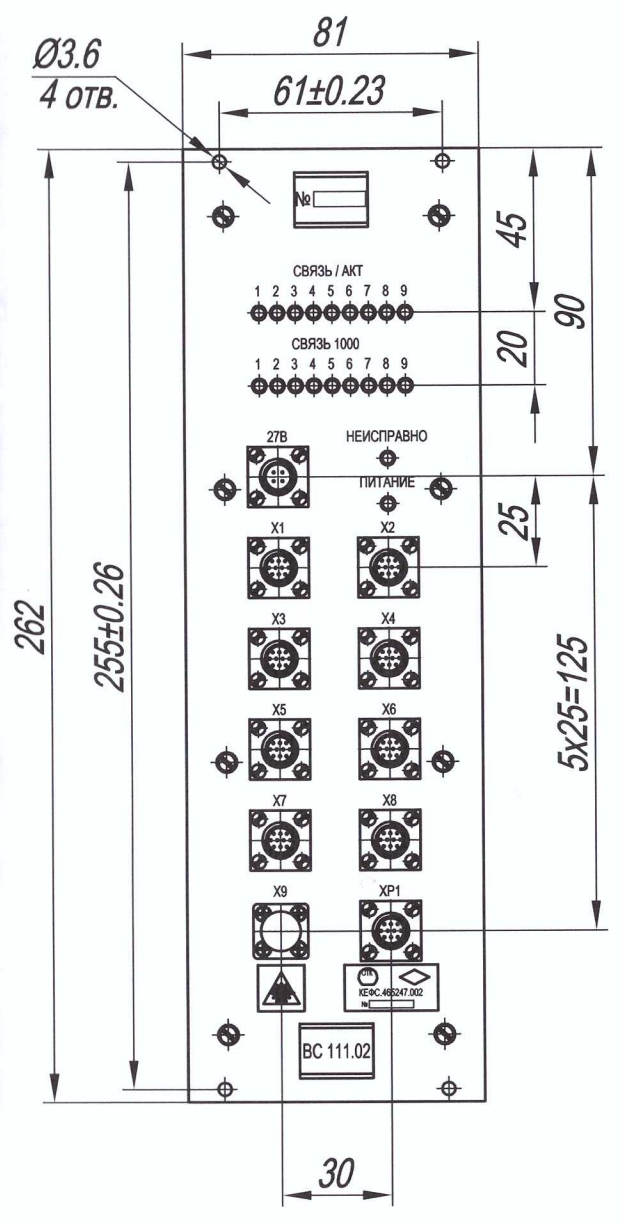 81
Ø3.6
4 отв.
61±0.23
№
45
СВЯЗЬ / АКТ
1 2 3 4 5 6 7 8 9
90
20
СВЯЗЬ 1000
1 2 3 4 5 6 7 8 9
27В
НЕИСПРАВНО
ПИТАНИЕ
25
X1
X2
262
255±0.26
X3
X4
5x25=125
X5
X6
X7
X8
X9
XP1
ОТК
КЕФС.465247.002
№
ВС 111.02
30